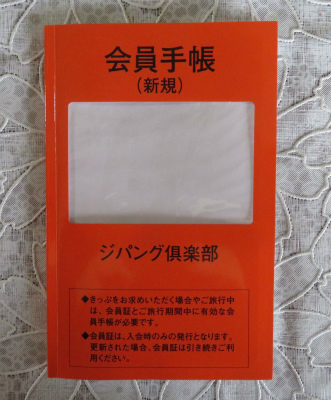 会員手帳
(新規)
ジパング倶楽部
◆きっぷをお求めいただく場合やご旅行中
は、会員証とご旅行期間中に有効な会
員手帳が必要です。
◆会員証は、入会時のみの発行となります。
更新された場合、会員証は引き続きご利
用ください。